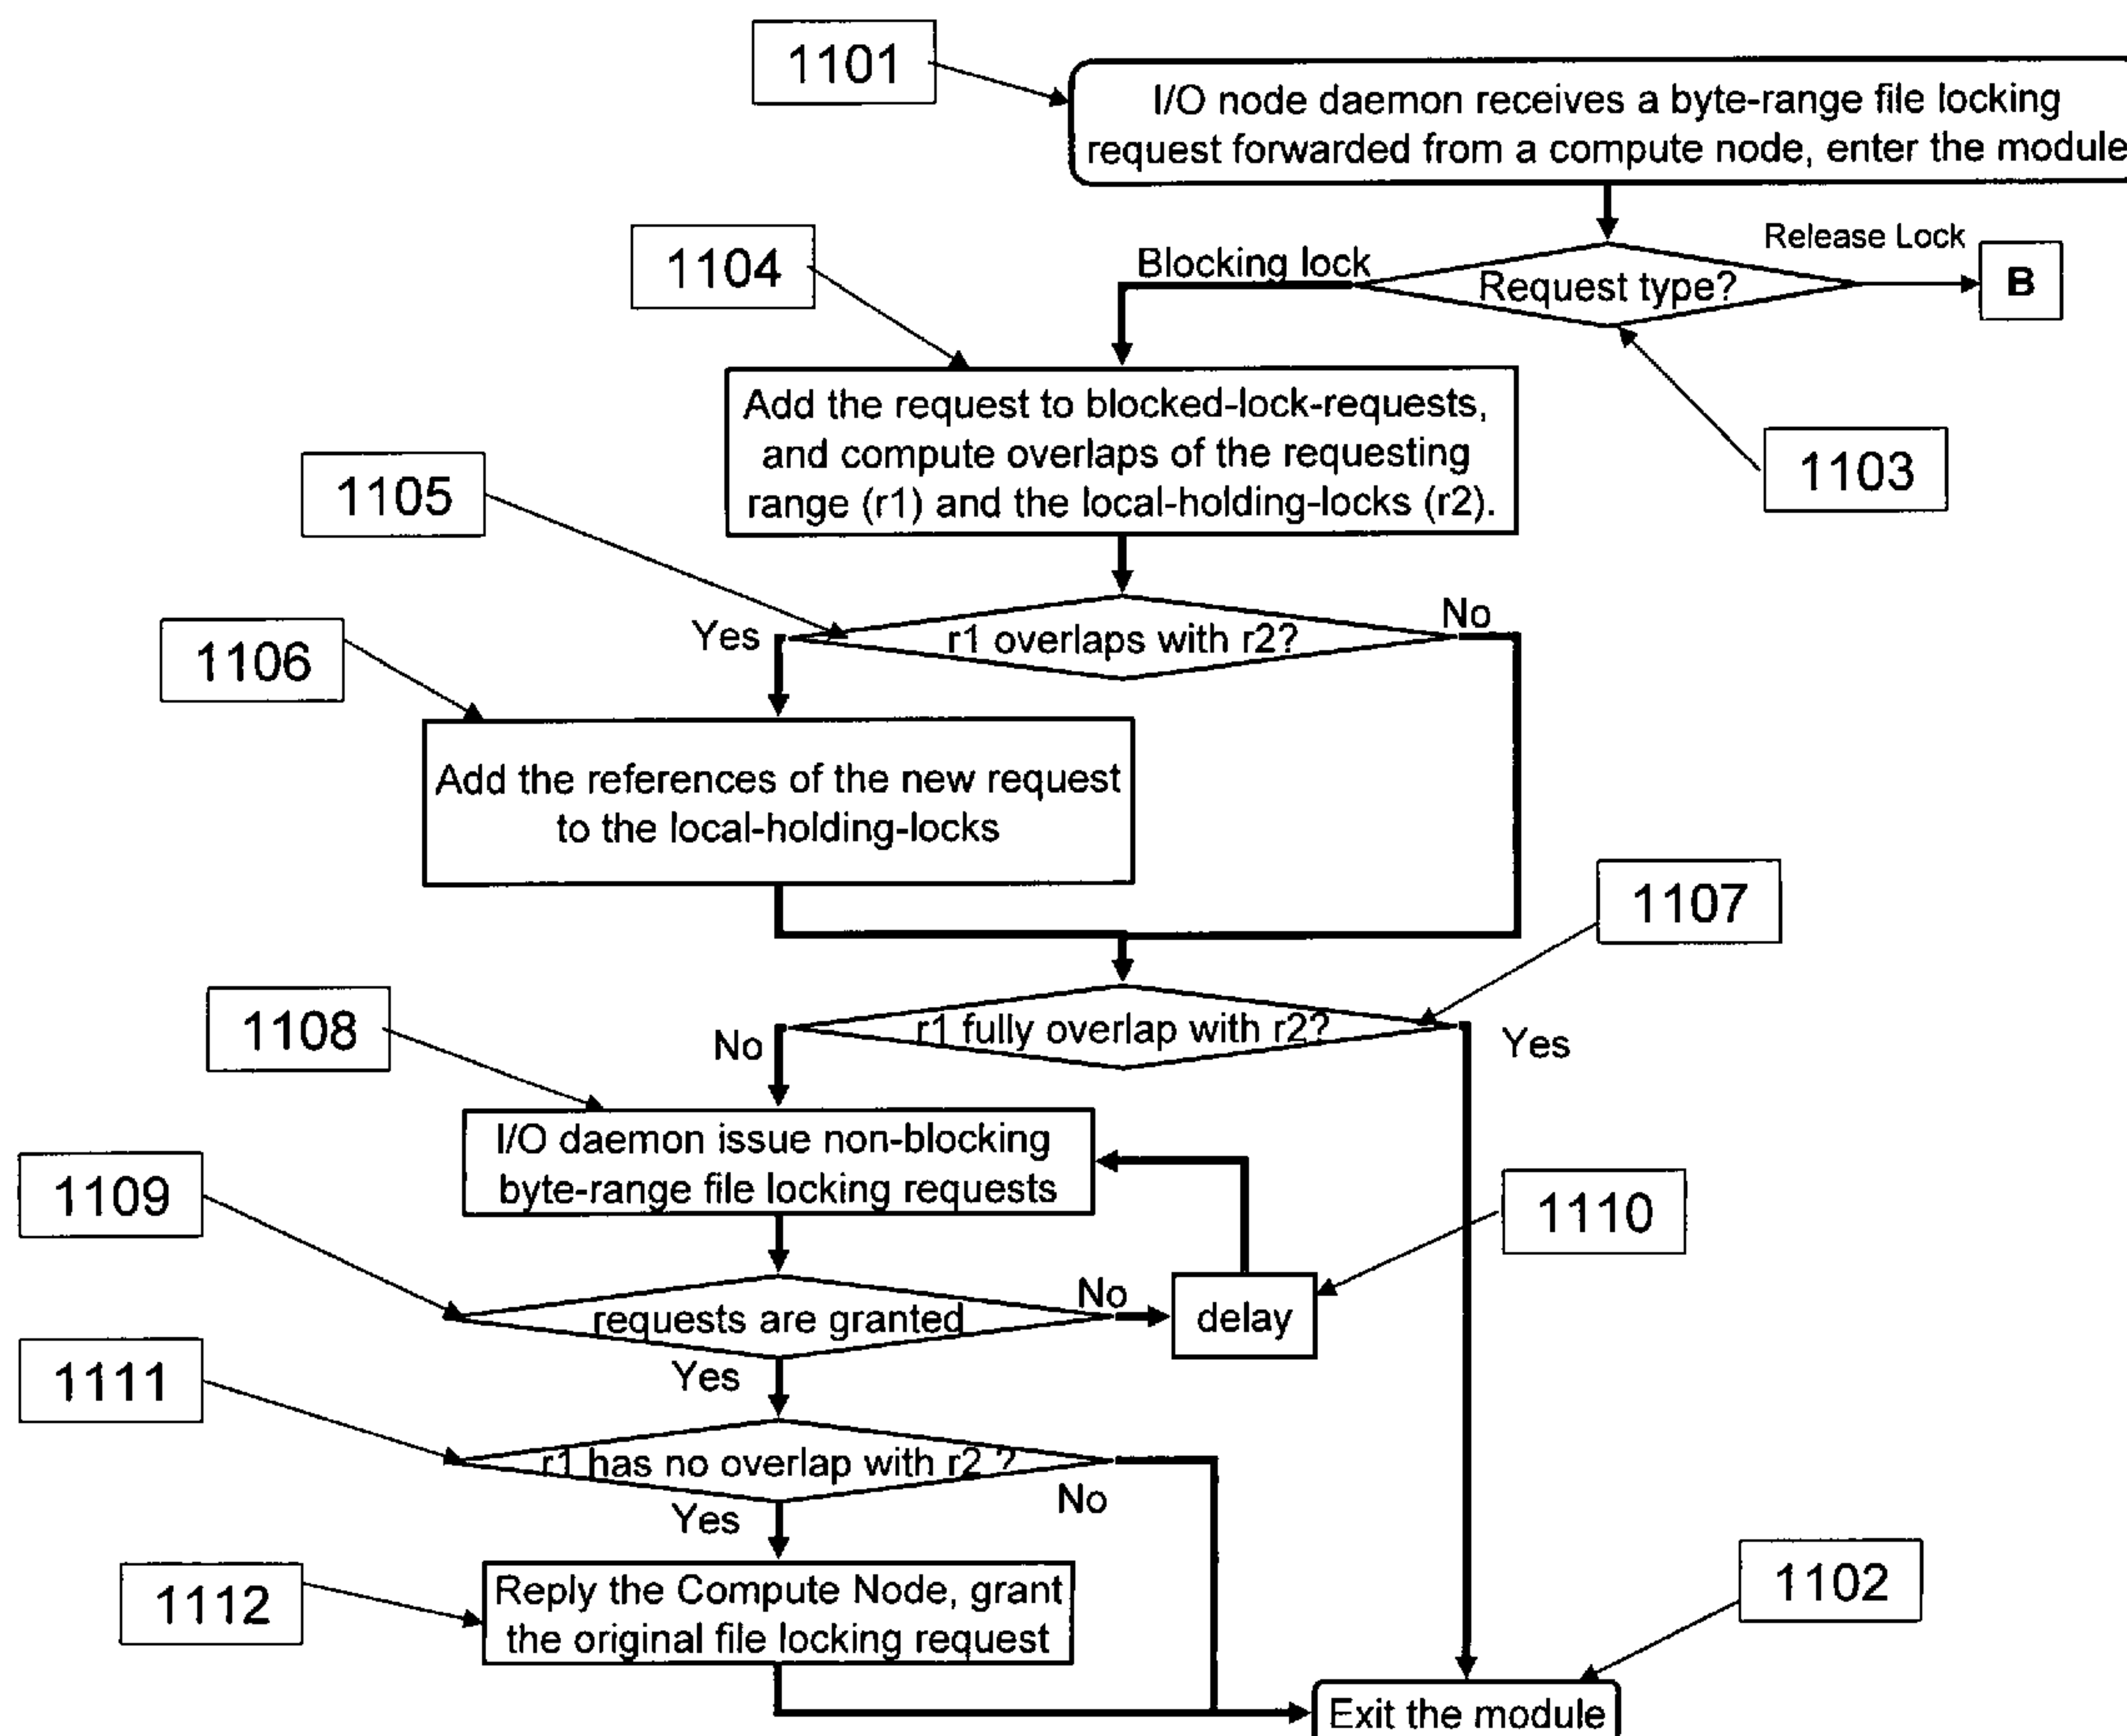 1101
I/O node daemon receives a byte-range file locking
request forwarded from a compute node, enter the module
1104
Blocking lock
Request type?
Release Lock
B
Add the request to blocked-lock-requests,
and compute overlaps of the requesting
range (r1) and the local-holding-locks (r2).
1103
1105
Yes
r1 overlaps with r2?
No
1106
Add the references of the new request
to the local-holding-locks
1107
1108
No
r1 fully overlap with r2?
Yes
I/O daemon issue non-blocking
byte-range file locking requests
1109
1110
requests are granted
No
delay
1111
Yes
r1 has no overlap with r2 ?
No
Yes
1112
Reply the Compute Node, grant
the original file locking request
1102
Exit the module